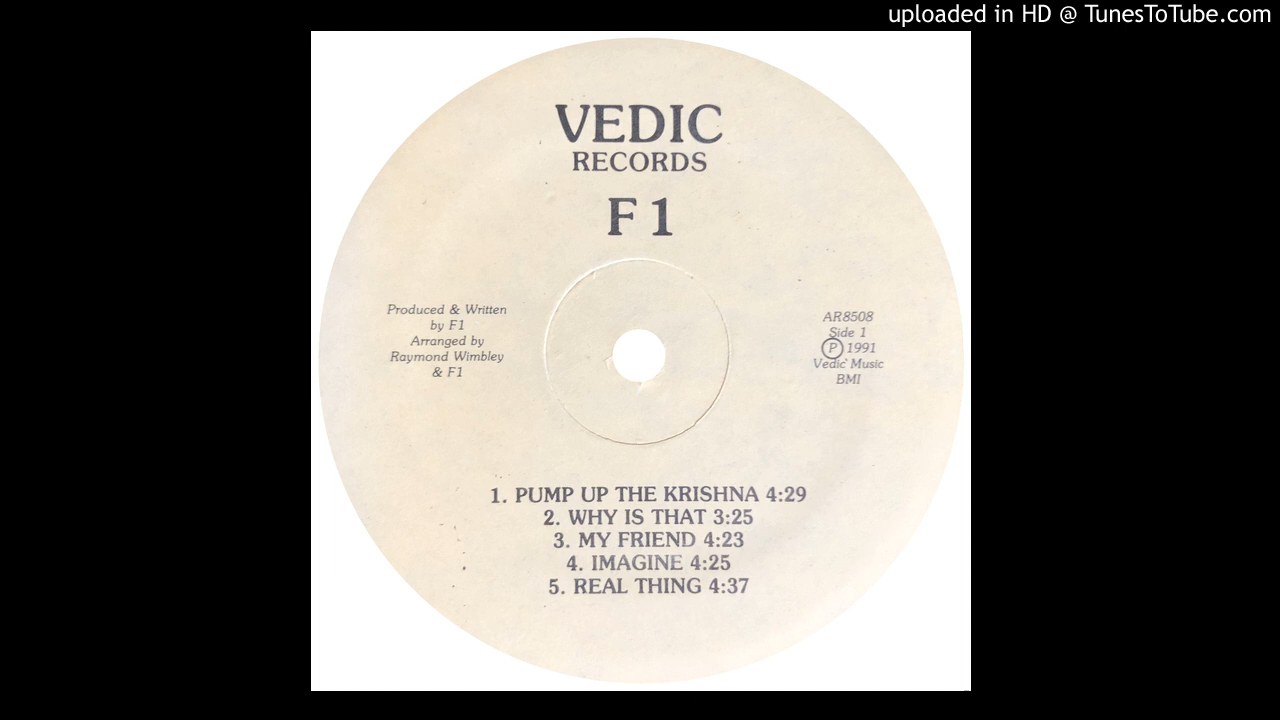 uploaded in HD @ TunesToTube.com
VEDIC
RECORDS
F 1
Produced & Written
by F1
Arranged by
Raymond Wimbley
& F1
AR8508
Side 1
Ⓟ 1991
Vedic Music
BMI
1. PUMP UP THE KRISHNA 4:29
2. WHY IS THAT 3:25
3. MY FRIEND 4:23
4. IMAGINE 4:25
5. REAL THING 4:37